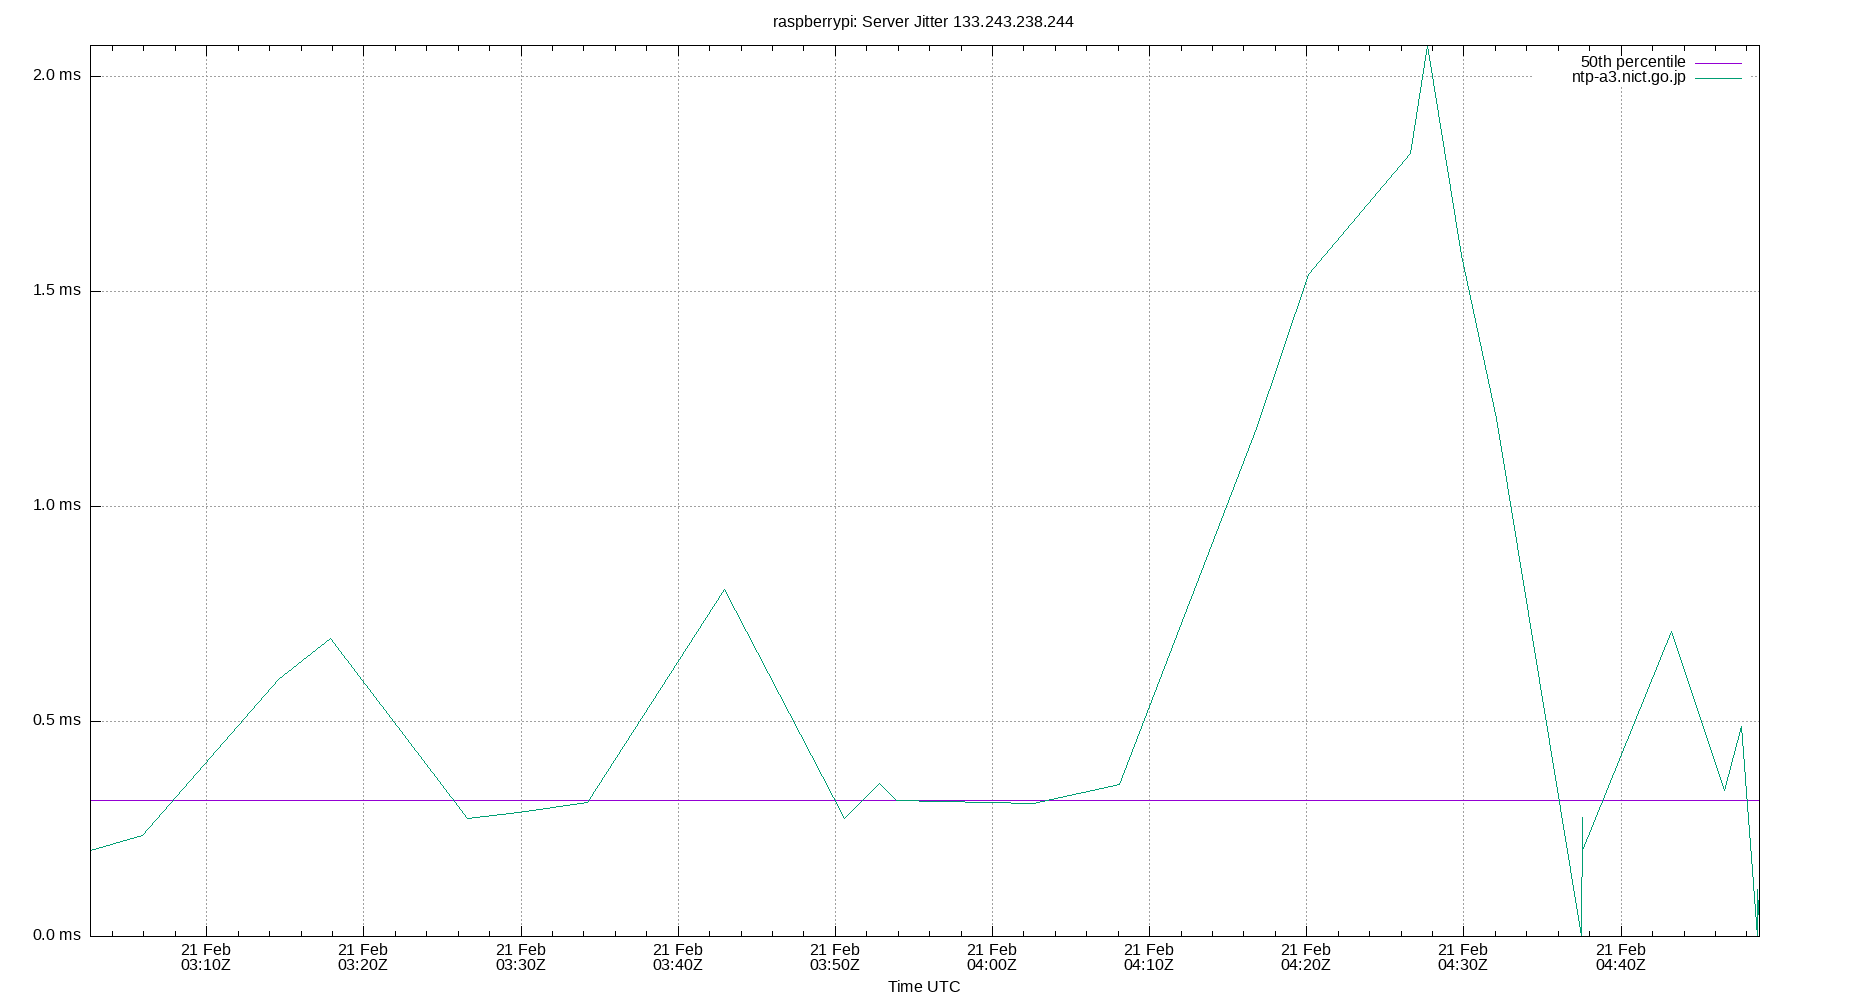 raspberrypi: Server Jitter 133.243.238.244
50th percentile
ntp-a3.nict.go.jp
2.0 ms
1.5 ms
1.0 ms
0.5 ms
0.0 ms
21 Feb
03:10Z
21 Feb
03:20Z
21 Feb
03:30Z
21 Feb
03:40Z
21 Feb
03:50Z
21 Feb
04:00Z
21 Feb
04:10Z
21 Feb
04:20Z
21 Feb
04:30Z
21 Feb
04:40Z
Time UTC